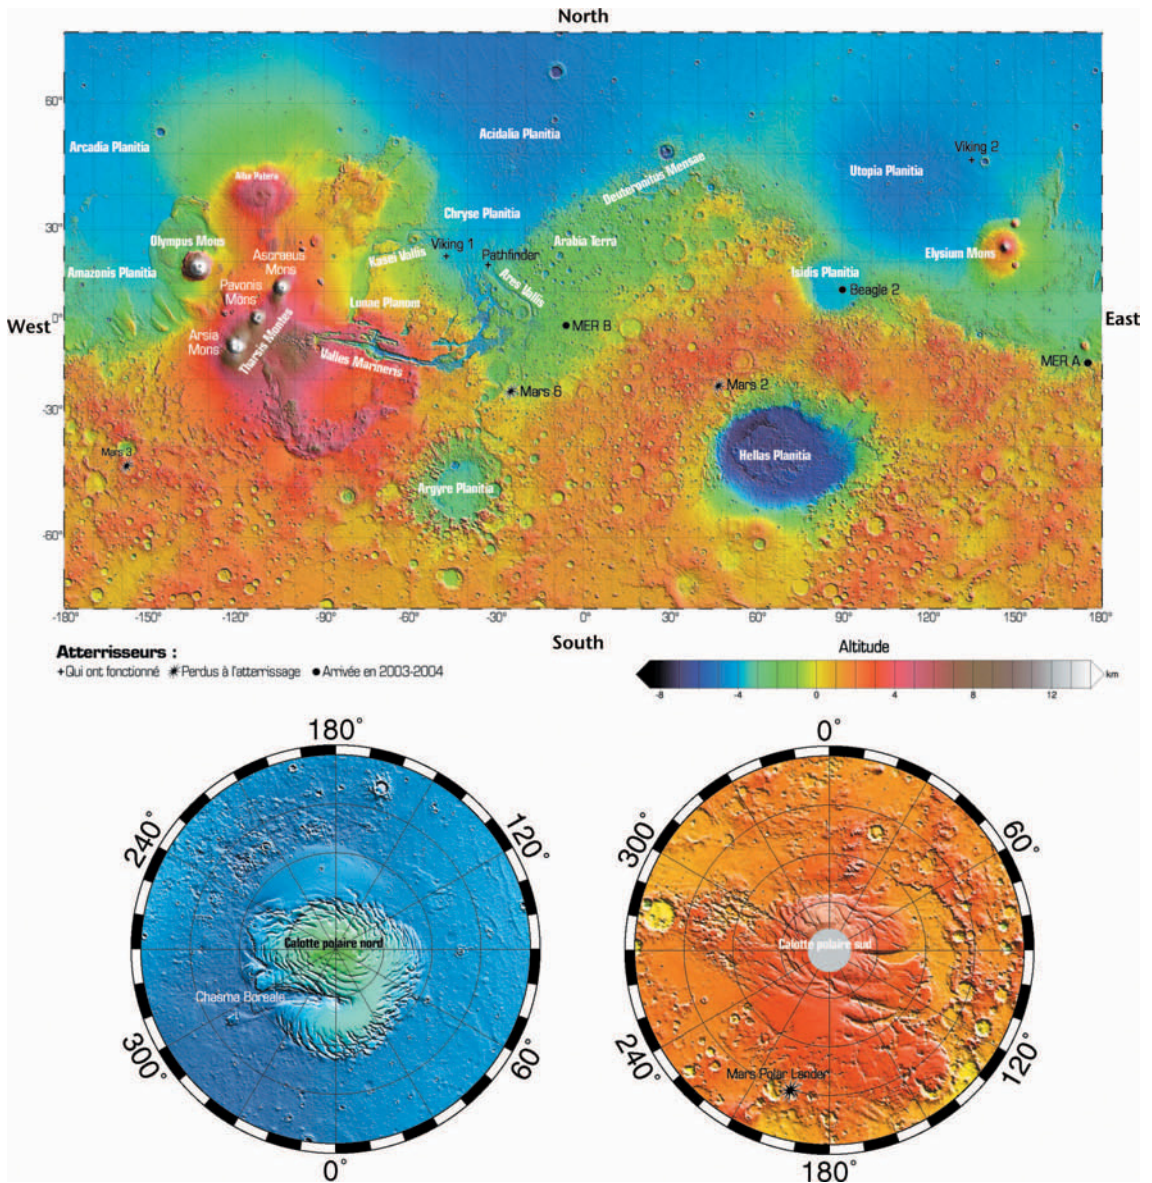 North
60°
Arcadia Planitia
Acidalia Planitia
Viking 2
Deuteronilus Mensae
Utopia Planitia
Alba Patera
Chryse Planitia
30°
Olympus Mons
Ascraeus
Mons
Kasei Vallis
Viking 1
Pathfinder
Arabia Terra
Elysium Mons
Amazonis Planitia
Pavonis
Mons
Lunae Planum
Ares Vallis
Isidis Planitia
Beagle 2
West
0°
East
Arsia
Mons
Tharsis Montes
Valles Marineris
MER B
MER A
Mars 6
Mars 2
-30°
Mars 3
Hellas Planitia
Argyre Planitia
-60°
-180° -150° -120° -90° -60° -30° 0° 30° 60° 90° 120° 150° 180°
South
Atterrisseurs :
+Qui ont fonctionné Perdus à l'atterrissage ●Arrivée en 2003-2004
Altitude
-8 -4 0 4 8 12 km
180°
240°
120°
Calotte polaire nord
Chasma Boreale
300°
60°
0°
0°
300°
60°
Calotte polaire sud
240°
120°
Mars Polar Lander
180°